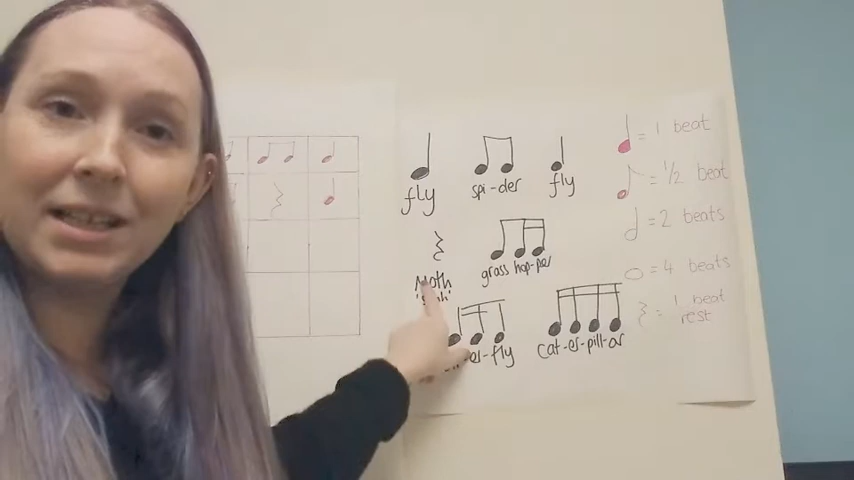 fly spi-der fly
Moth
grass hop-per
-fly
cat-er-pill-ar
= 1 beat
= 1/2 beat
= 2 beats
= 4 beats
= 1 beat
rest